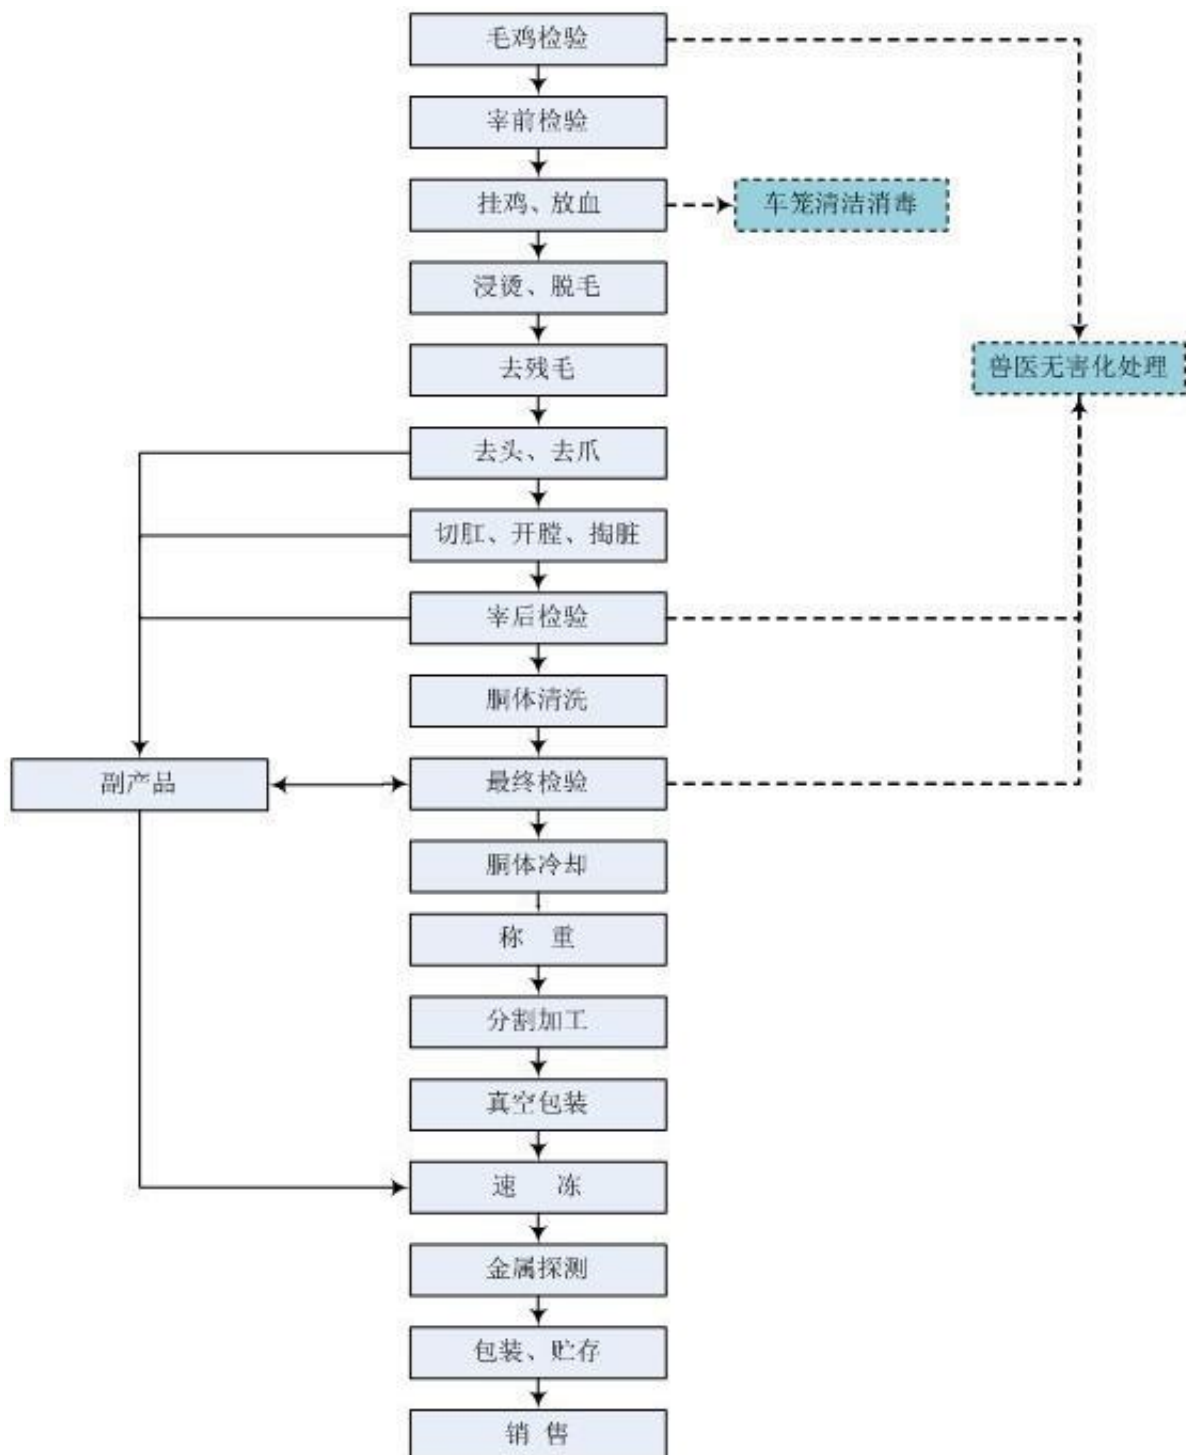 毛鸡检验
宰前检验
挂鸡、放血
车笼清洁消毒
浸烫、脱毛
兽医无害化处理
去残毛
去头、去爪
切肛、开膛、掏脏
宰后检验
胴体清洗
副产品
最终检验
胴体冷却
称 重
分割加工
真空包装
速 冻
金属探测
包装、贮存
销 售